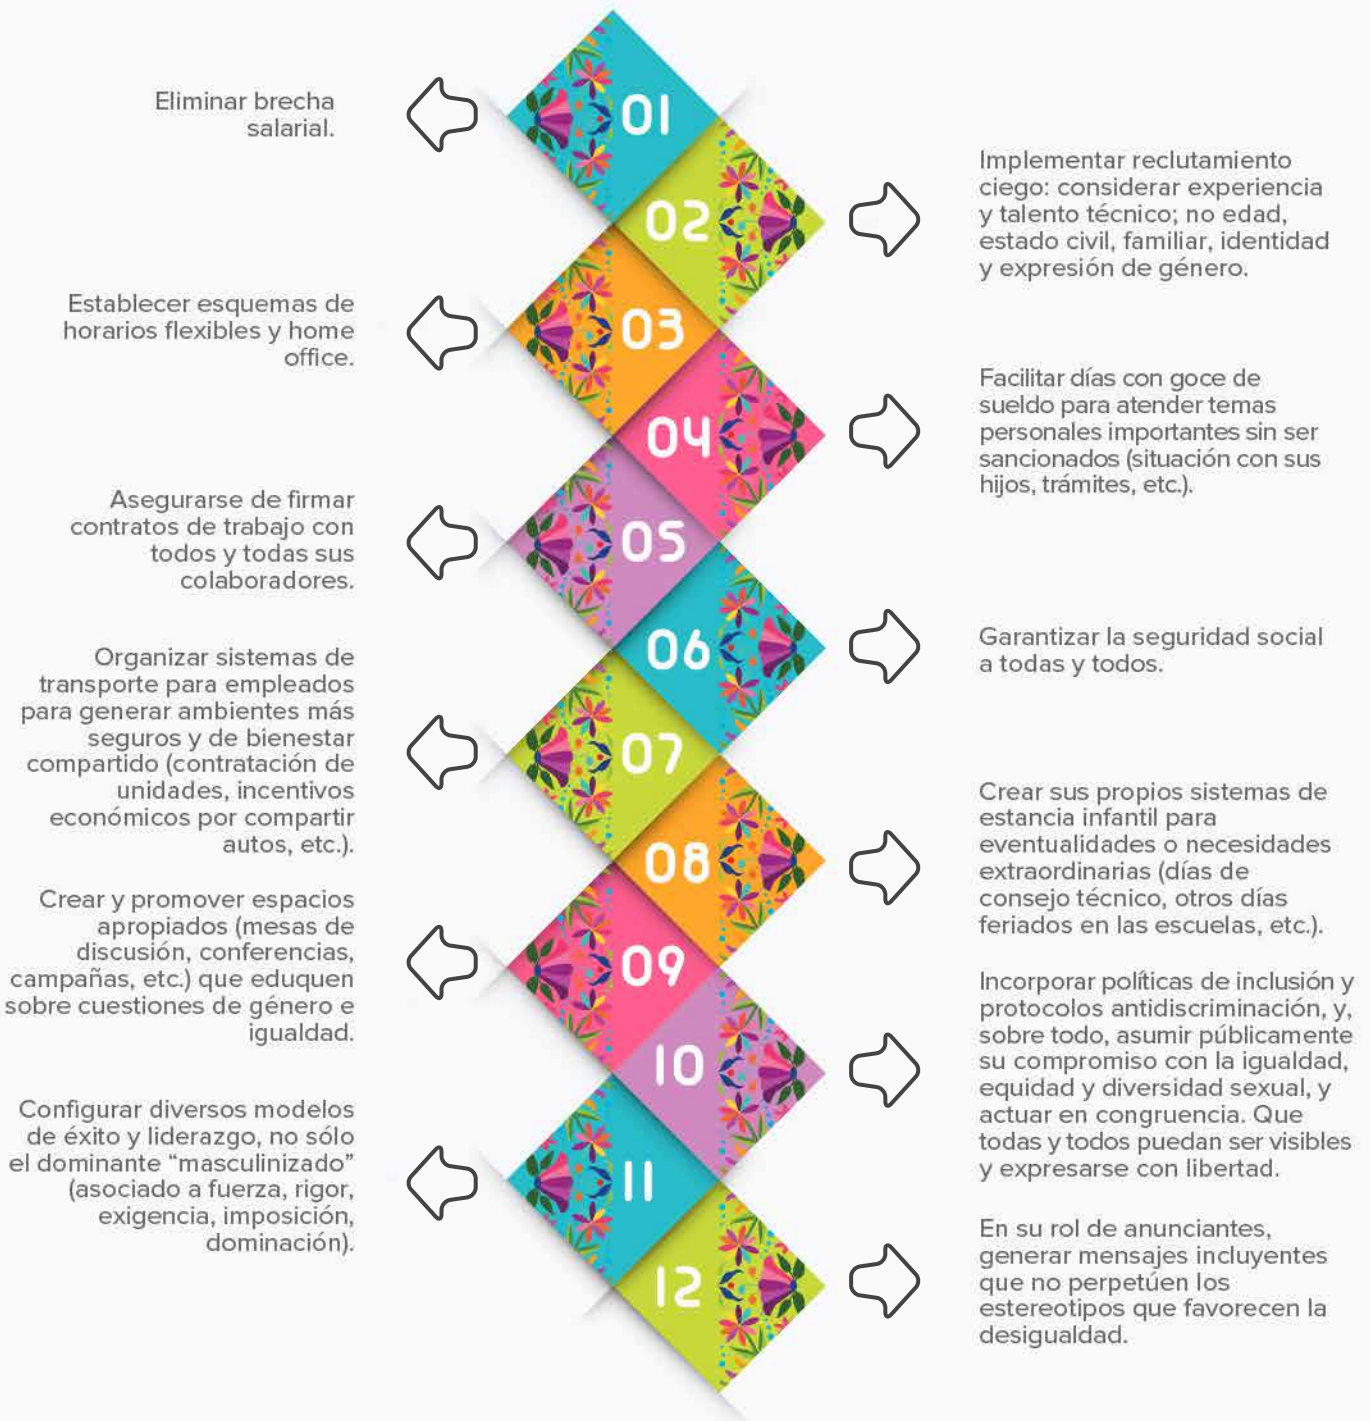 01
Eliminar brecha
salarial.
02
Implementar reclutamiento
ciego: considerar experiencia
y talento técnico; no edad,
estado civil, familiar, identidad
y expresión de género.
03
Establecer esquemas de
horarios flexibles y home
office.
04
Facilitar días con goce de
sueldo para atender temas
personales importantes sin ser
sancionados (situación con sus
hijos, trámites, etc.).
05
Asegurarse de firmar
contratos de trabajo con
todos y todas sus
colaboradores.
06
Garantizar la seguridad social
a todas y todos.
07
Organizar sistemas de
transporte para empleados
para generar ambientes más
seguros y de bienestar
compartido (contratación de
unidades, incentivos
económicos por compartir
autos, etc.).
08
Crear sus propios sistemas de
estancia infantil para
eventualidades o necesidades
extraordinarias (días de
consejo técnico, otros días
feriados en las escuelas, etc.).
09
Crear y promover espacios
apropiados (mesas de
discusión, conferencias,
campañas, etc.) que eduquen
sobre cuestiones de género e
igualdad.
10
Incorporar políticas de inclusión y
protocolos antidiscriminación, y,
sobre todo, asumir públicamente
su compromiso con la igualdad,
equidad y diversidad sexual, y
actuar en congruencia. Que
todas y todos puedan ser visibles
y expresarse con libertad.
11
Configurar diversos modelos
de éxito y liderazgo, no sólo
el dominante “masculinizado”
(asociado a fuerza, rigor,
exigencia, imposición,
dominación).
12
En su rol de anunciantes,
generar mensajes incluyentes
que no perpetúen los
estereotipos que favorecen la
desigualdad.